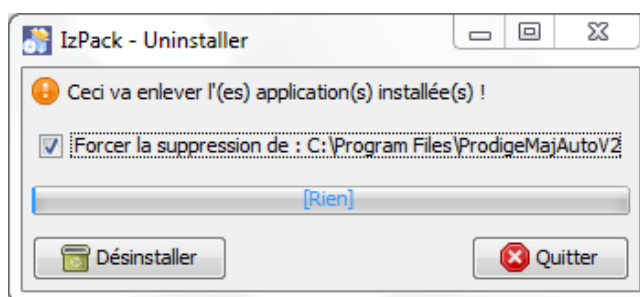 IzPack - Uninstaller
Ceci va enlever l'(es) application(s) installée(s) !
Forcer la suppression de : C:\Program Files\ProdigeMajAutoV2
[Rien]
Désinstaller
Quitter